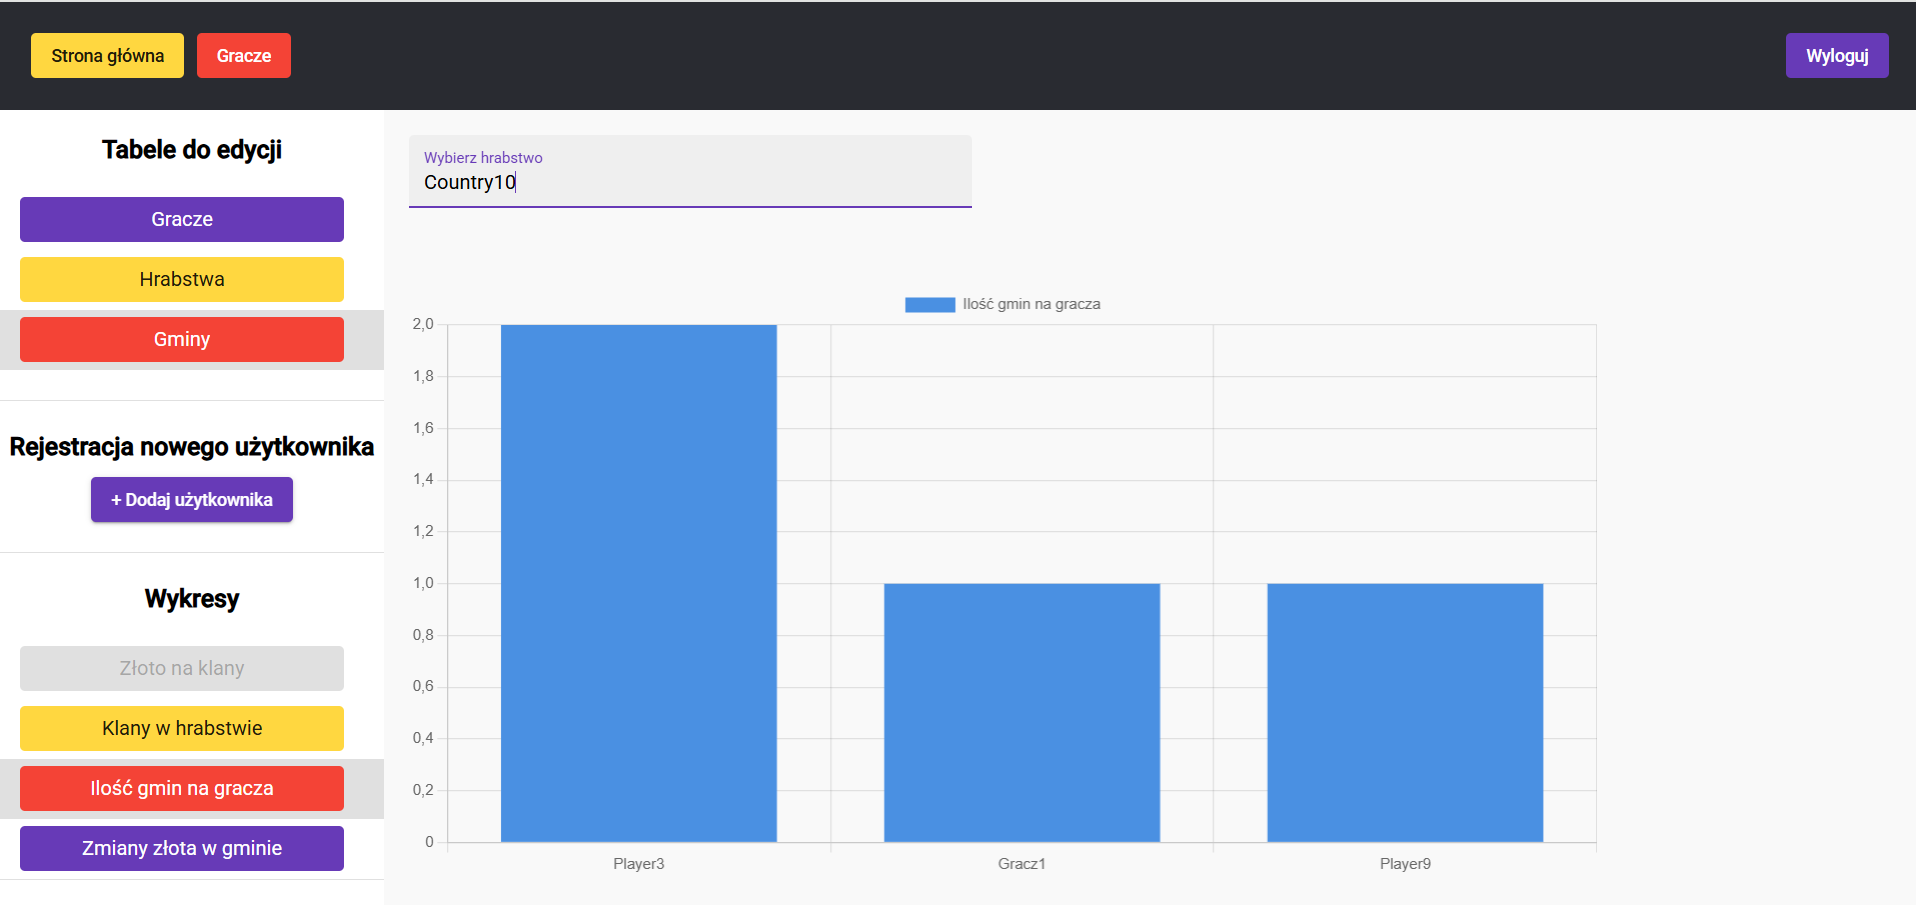 Strona główna
Gracze
Wyloguj
Tabele do edycji
Gracze
Hrabstwa
Gminy
Rejestracja nowego użytkownika
+ Dodaj użytkownika
Wykresy
Złoto na klany
Klany w hrabstwie
Ilość gmin na gracza
Zmiany złota w gminie
Wybierz hrabstwo
Country10
Ilość gmin na gracza
2,0
1,8
1,6
1,4
1,2
1,0
0,8
0,6
0,4
0,2
0
Player3 Gracz1 Player9